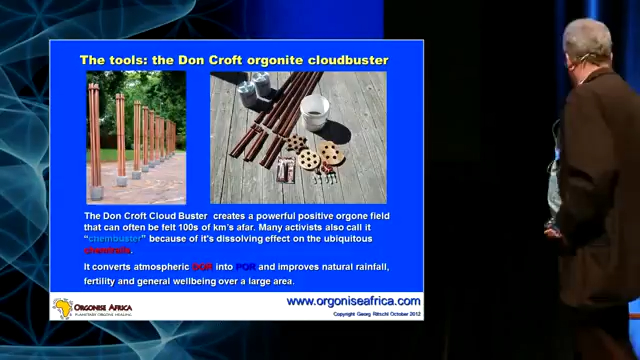 The tools: the Don Croft orgonite cloudbuster
The Don Croft Cloud Buster creates a powerful positive orgone field
that can often be felt 100s of km's afar. Many activists also call it
"chembuster" because of it's dissolving effect on the ubiquitous
chemtrails.
It converts atmospheric DOR into POR and improves natural rainfall,
fertility and general wellbeing over a large area.
ORGONISE AFRICA
PLANETARY ORGONE HEALING
www.orgoniseafrica.com
Copyright Georg Ritschl October 2012